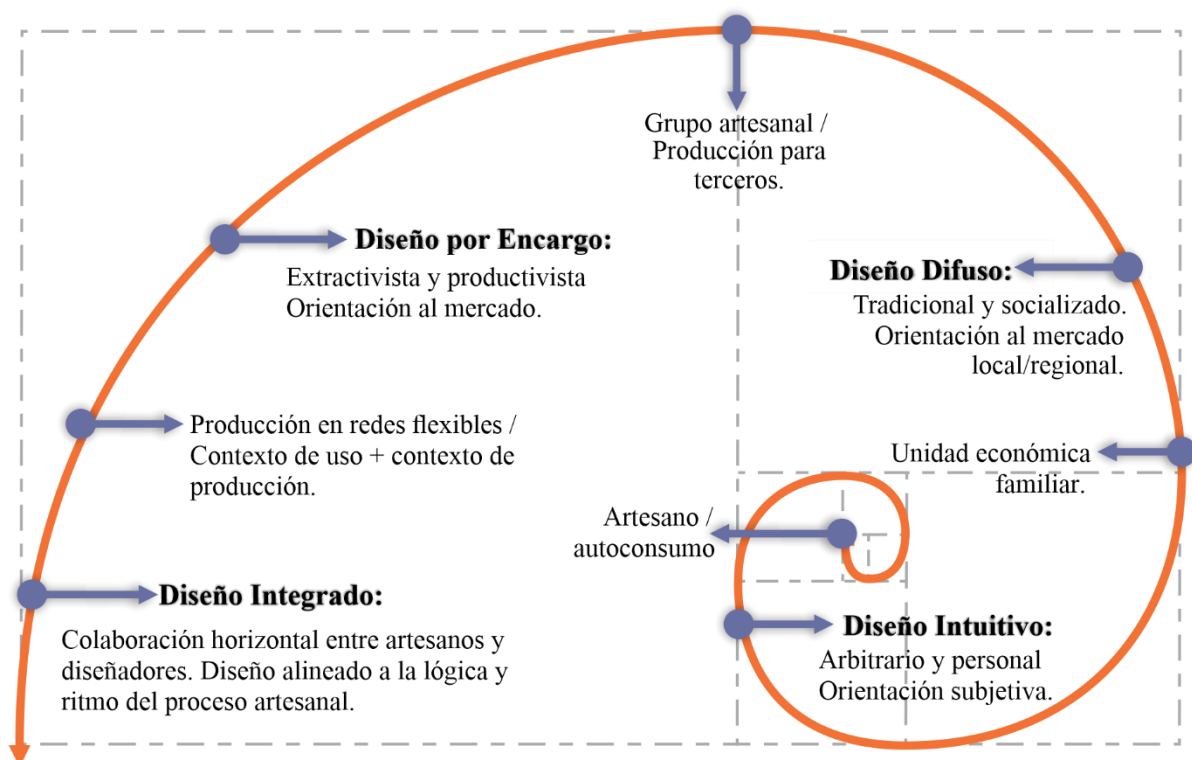 Grupo artesanal /
Producción para
terceros.
Diseño por Encargo:
Extractivista y productivista
Orientación al mercado.
Diseño Difuso:
Tradicional y socializado.
Orientación al mercado
local/regional.
Producción en redes flexibles /
Contexto de uso + contexto de
producción.
Unidad económica
familiar.
Artesano /
autoconsumo
Diseño Integrado:
Colaboración horizontal entre artesanos y
diseñadores. Diseño alineado a la lógica y
ritmo del proceso artesanal.
Diseño Intuitivo:
Arbitrario y personal
Orientación subjetiva.